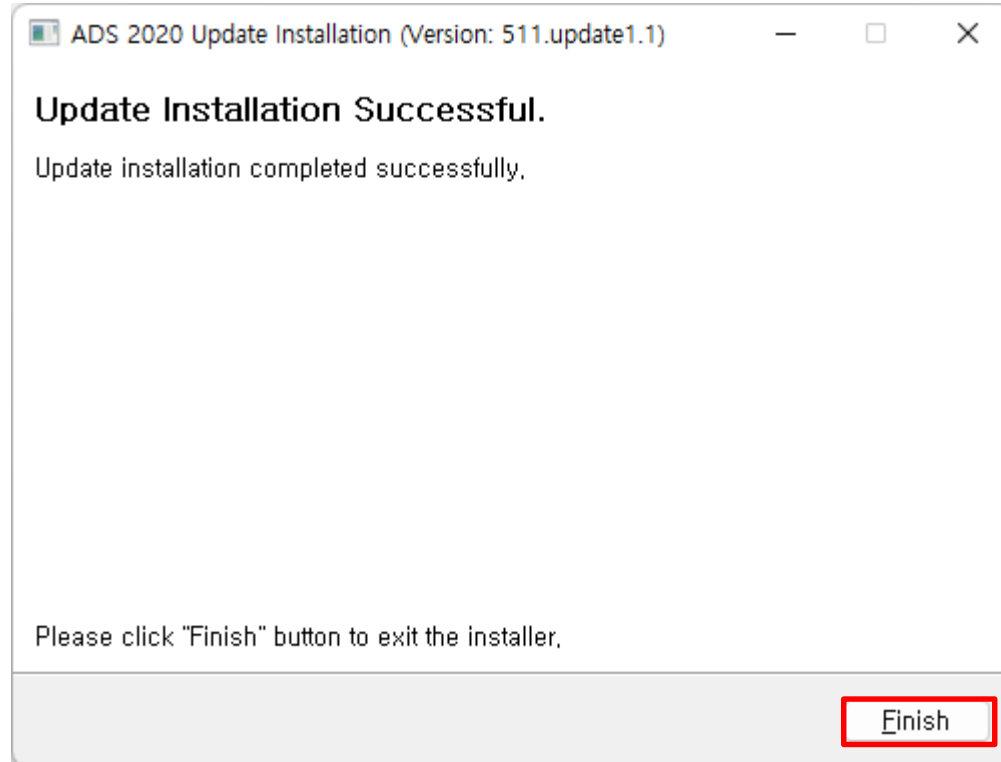 ADS 2020 Update Installation (Version: 511.update1.1)
Update Installation Successful.
Update installation completed successfully.
Please click "Finish" button to exit the installer.
Finish